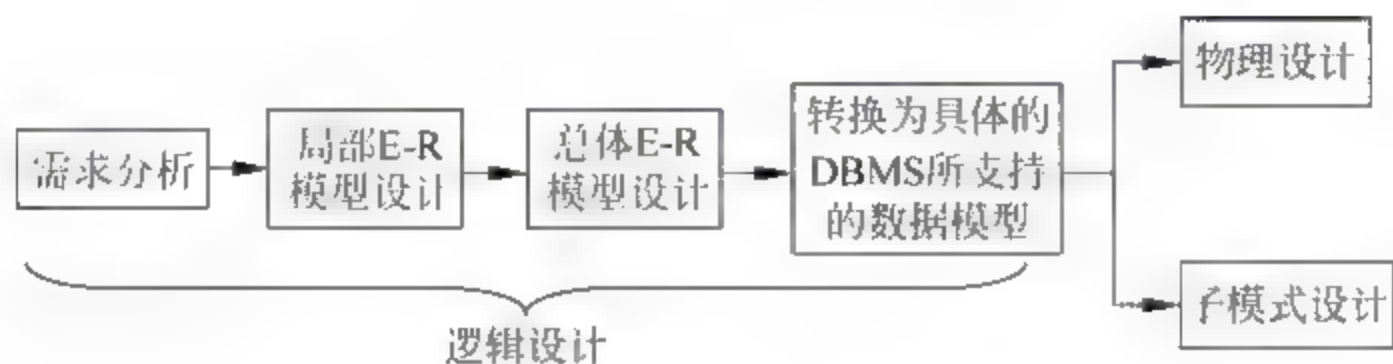 需求分析
局部E-R
模型设计
总体E-R
模型设计
转换为具体的
DBMS所支持
的数据模型
物理设计
子模式设计
逻辑设计